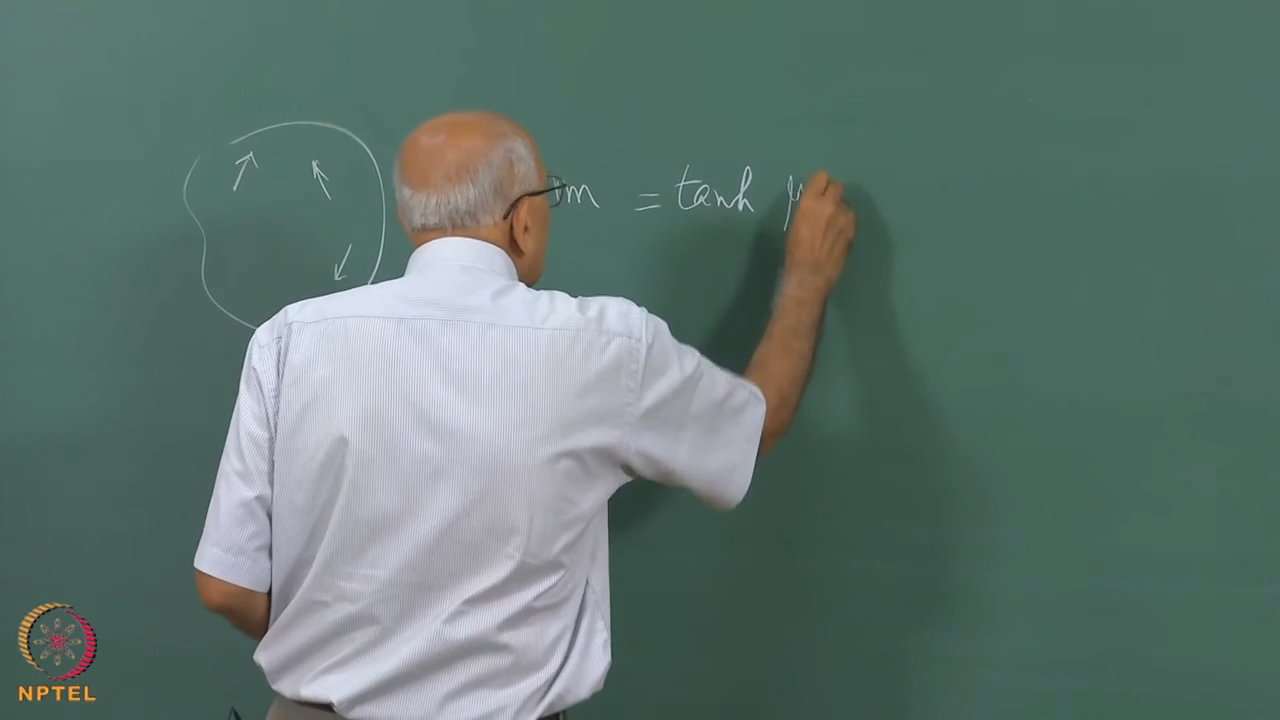 m = tanh μ
NPTEL